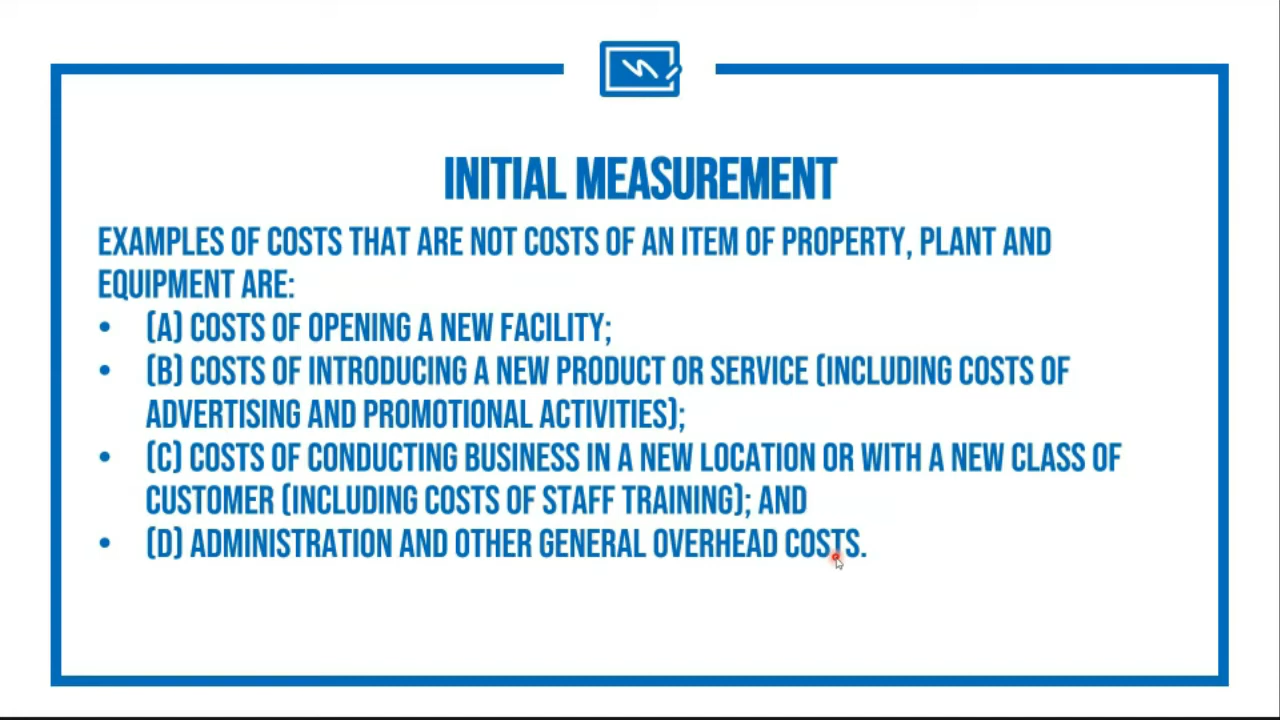 INITIAL MEASUREMENT
EXAMPLES OF COSTS THAT ARE NOT COSTS OF AN ITEM OF PROPERTY, PLANT AND
EQUIPMENT ARE:
• (A) COSTS OF OPENING A NEW FACILITY;
• (B) COSTS OF INTRODUCING A NEW PRODUCT OR SERVICE (INCLUDING COSTS OF
ADVERTISING AND PROMOTIONAL ACTIVITIES);
• (C) COSTS OF CONDUCTING BUSINESS IN A NEW LOCATION OR WITH A NEW CLASS OF
CUSTOMER (INCLUDING COSTS OF STAFF TRAINING); AND
• (D) ADMINISTRATION AND OTHER GENERAL OVERHEAD COSTS.